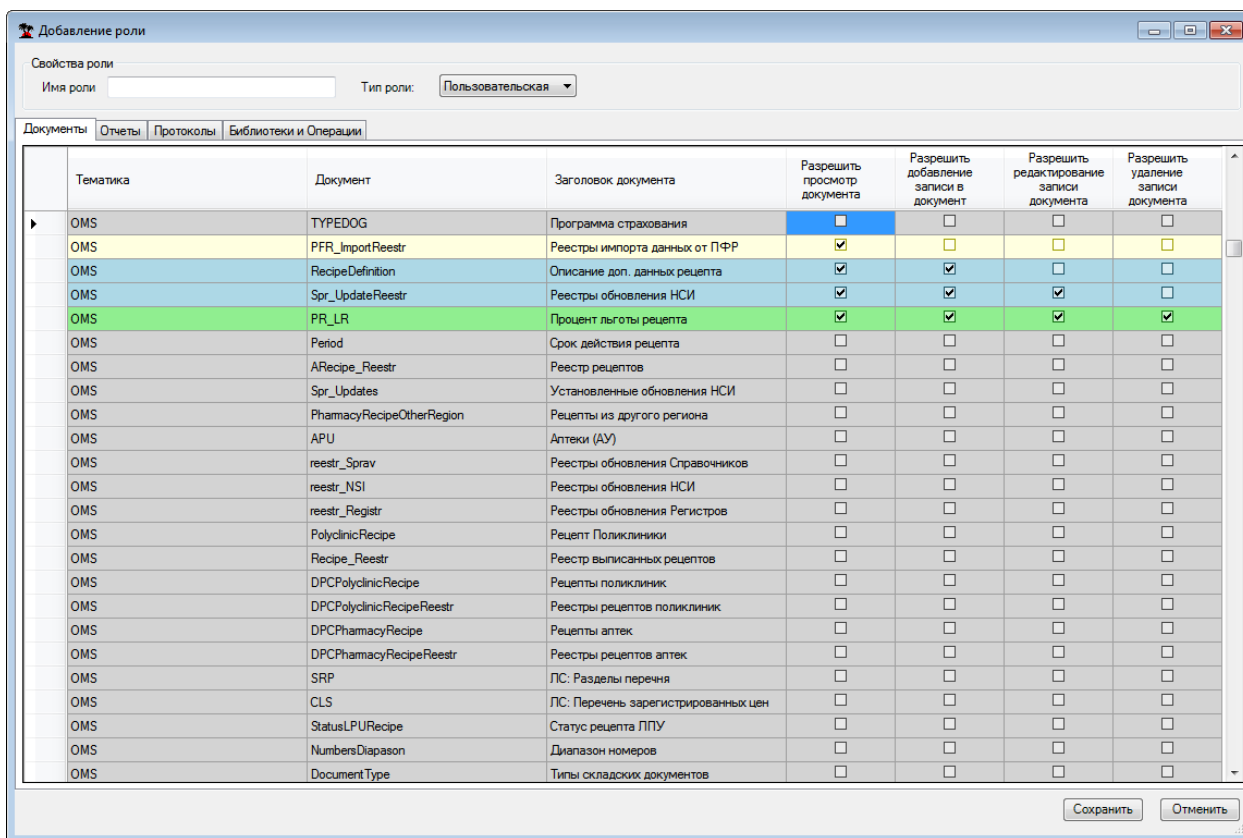 Добавление роли
Свойства роли
Имя роли
Тип роли: Пользовательская
Документы Отчеты Протоколы Библиотеки и Операции
Тематика Документ Заголовок документа Разрешить просмотр документа Разрешить добавление записи в документ Разрешить редактирование записи документа Разрешить удаление записи документа
OMS TYPEDOG Программа страхования
OMS PFR_ImportReestr Реестры импорта данных от ПФР
OMS RecipeDefinition Описание доп. данных рецепта
OMS Spr_UpdateReestr Реестры обновления НСИ
OMS PR_LR Процент льготы рецепта
OMS Period Срок действия рецепта
OMS ARecipe_Reestr Реестр рецептов
OMS Spr_Updates Установленные обновления НСИ
OMS PharmacyRecipeOtherRegion Рецепты из другого региона
OMS APU Аптеки (АУ)
OMS reestr_Sprav Реестры обновления Справочников
OMS reestr_NSI Реестры обновления НСИ
OMS reestr_Registr Реестры обновления Регистров
OMS PolyclinicRecipe Рецепт Поликлиники
OMS Recipe_Reestr Реестр выписанных рецептов
OMS DPCPolyclinicRecipe Рецепты поликлиник
OMS DPCPolyclinicRecipeReestr Реестры рецептов поликлиник
OMS DPCPharmacyRecipe Рецепты аптек
OMS DPCPharmacyRecipeReestr Реестры рецептов аптек
OMS SRP ЛС: Разделы перечня
OMS CLS ЛС: Перечень зарегистрированных цен
OMS StatusLPURecipe Статус рецепта ЛПУ
OMS NumbersDiapason Диапазон номеров
OMS DocumentType Типы складских документов
Сохранить Отменить